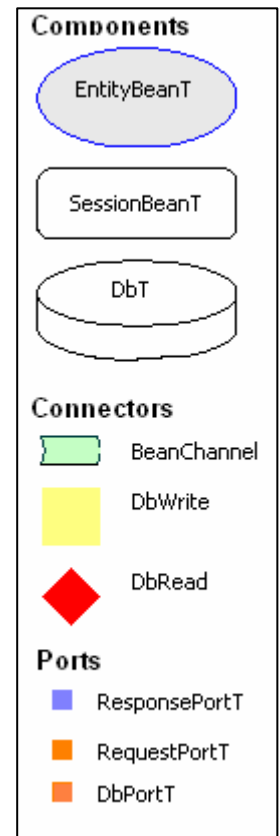 Components
EntityBeanT
SessionBeanT
DbT
Connectors
BeanChannel
DbWrite
DbRead
Ports
ResponsePortT
RequestPortT
DbPortT